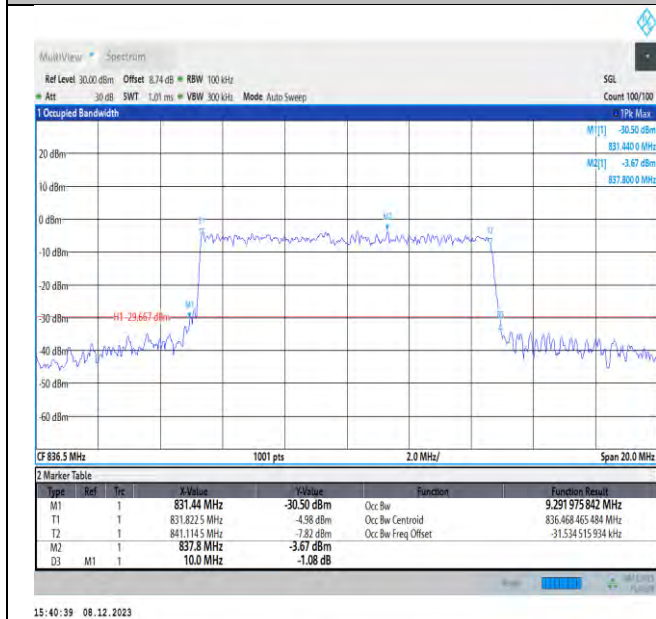 MultiView Spectrum
Ref Level 30.00 dBm Offset 8.74 dB RBW 100 kHz SGL
Att 30 dB SWT 1.01 ms VBW 300 kHz Mode Auto Sweep Count 100/100
1 Occupied Bandwidth 1Pk Max
M1[1] -30.50 dBm
831.440 0 MHz
M2[1] -3.67 dBm
837.800 0 MHz
20 dBm
10 dBm
0 dBm
-10 dBm
-20 dBm
-30 dBm
H1 -29.667 dBm
-40 dBm
-50 dBm
-60 dBm
M1
T2
CF 836.5 MHz 1001 pts 2.0 MHz/ Span 20.0 MHz
2 Marker Table
Type Ref Trc X-Value Y-Value Function Function Result
M1 1 831.44 MHz -30.50 dBm Occ Bw 9.291 975 842 MHz
T1 1 831.822 5 MHz -4.98 dBm Occ Bw Centroid 836.468 465 484 MHz
T2 1 841.114 5 MHz -7.82 dBm Occ Bw Freq Offset -31.534 515 934 kHz
M2 1 837.8 MHz -3.67 dBm
D3 M1 1 10.0 MHz -1.08 dB
15:40:39 08.12.2023